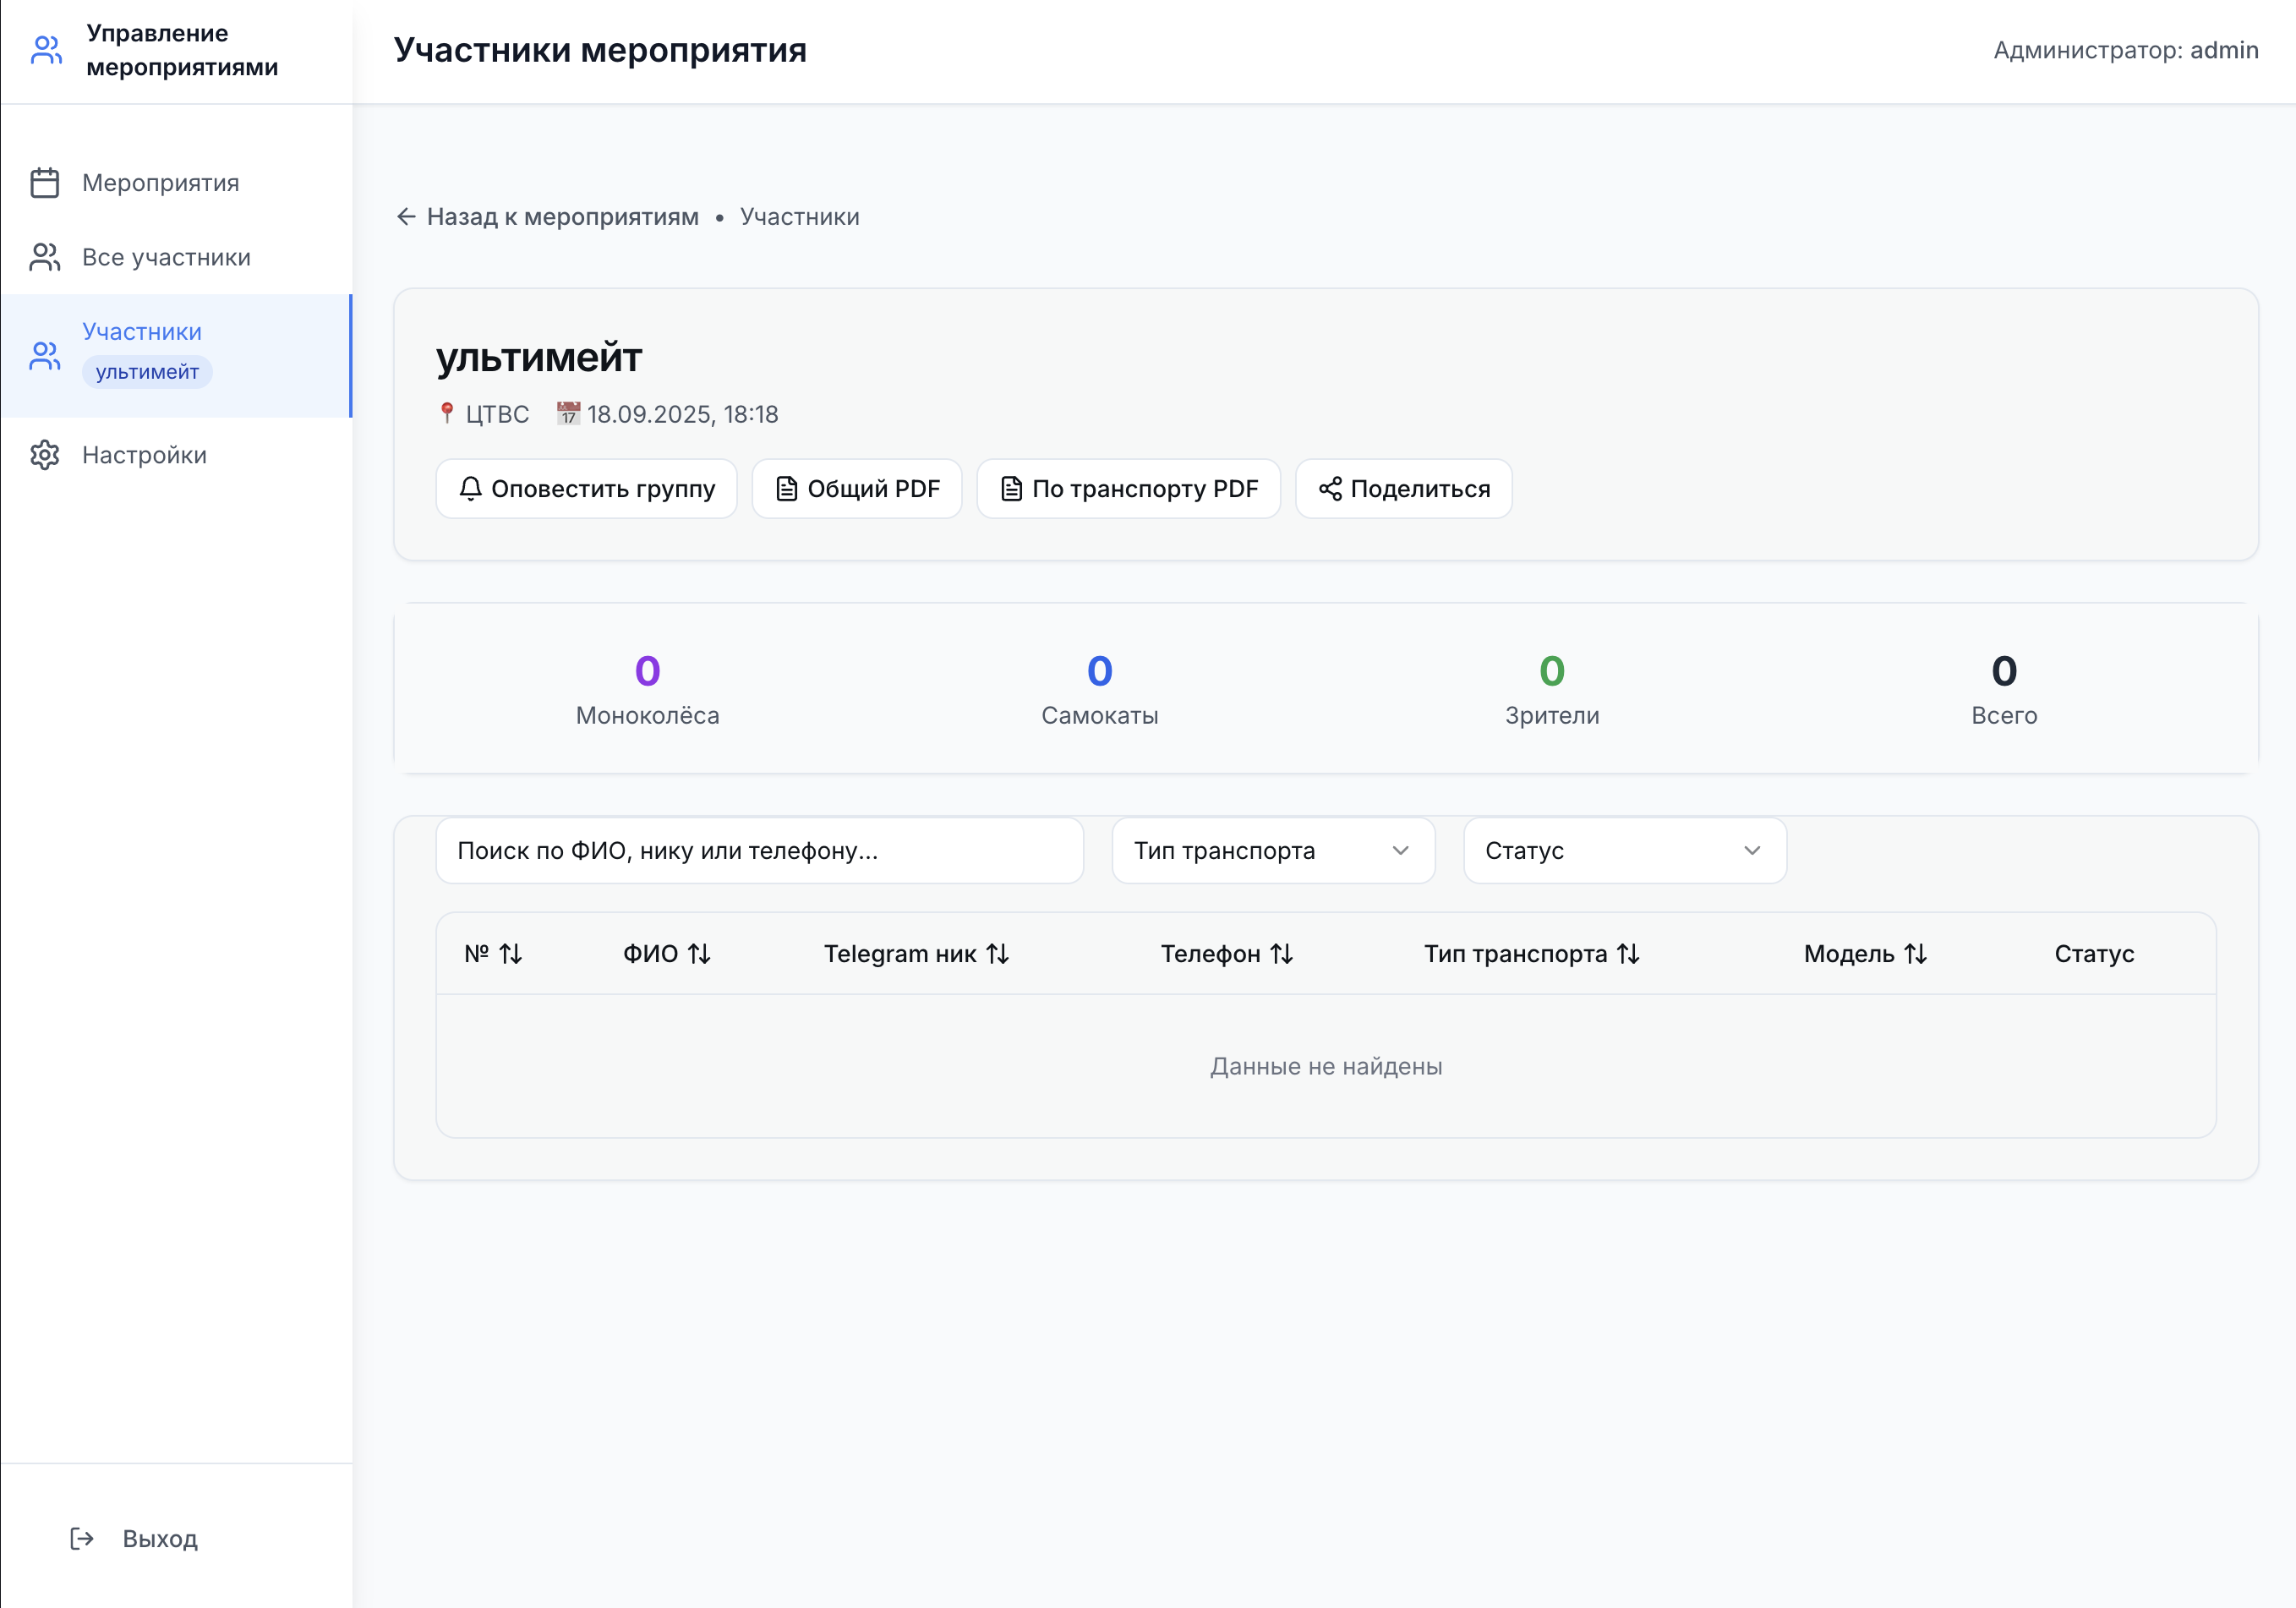 Управление
мероприятиями
Участники мероприятия
Администратор: admin
Мероприятия
Все участники
Участники
ультимейт
Настройки
Выход
Назад к мероприятиям • Участники
ультимейт
ЦТВС 17 18.09.2025, 18:18
Оповестить группу Общий PDF По транспорту PDF Поделиться
0 0 0 0
Моноколёса Самокаты Зрители Всего
Поиск по ФИО, нику или телефону... Тип транспорта Статус
№ ФИО Telegram ник Телефон Тип транспорта Модель Статус
Данные не найдены